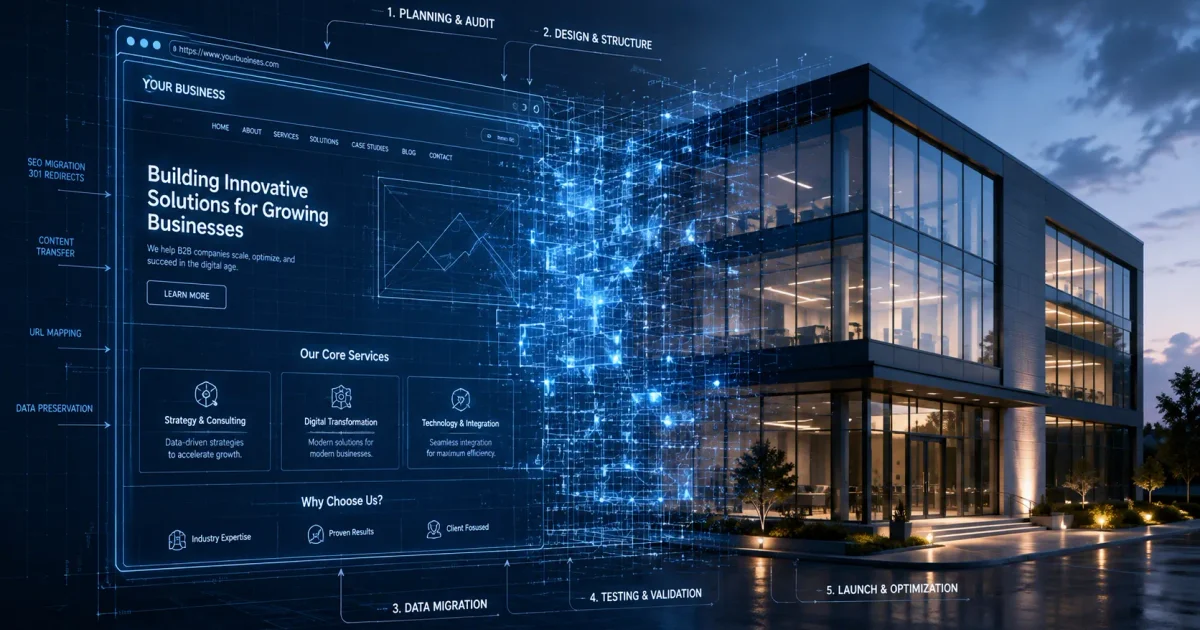 1. PLANNING & AUDIT
2. DESIGN & STRUCTURE
https://www.yourbusinees.com
YOUR BUSINESS
HOME ABOUT SERVICES SOLUTIONS CASE STUDIES BLOG CONTACT
SEO MIGRATION
301 REDIRECTS
Building Innovative
Solutions for Growing
Businesses
CONTENT
TRANSFER
We help B2B companies scale, optimize, and
succeed in the digital age.
LEARN MORE
URL MAPPING
Our Core Services
DATA PRESERVATION
Strategy & Consulting
Data-driven strategies
to accelerate growth.
Digital Transformation
Modern solutions for
modern businesses.
Technology & Integration
Seamless integration
for maximum efficiency.
Why Choose Us?
Industry Expertise
Proven Results
Client Fosused
3. DATA MIGRATION
4. TESTING & VALIDATION
5. LAUNCH & OPTIMIZATION